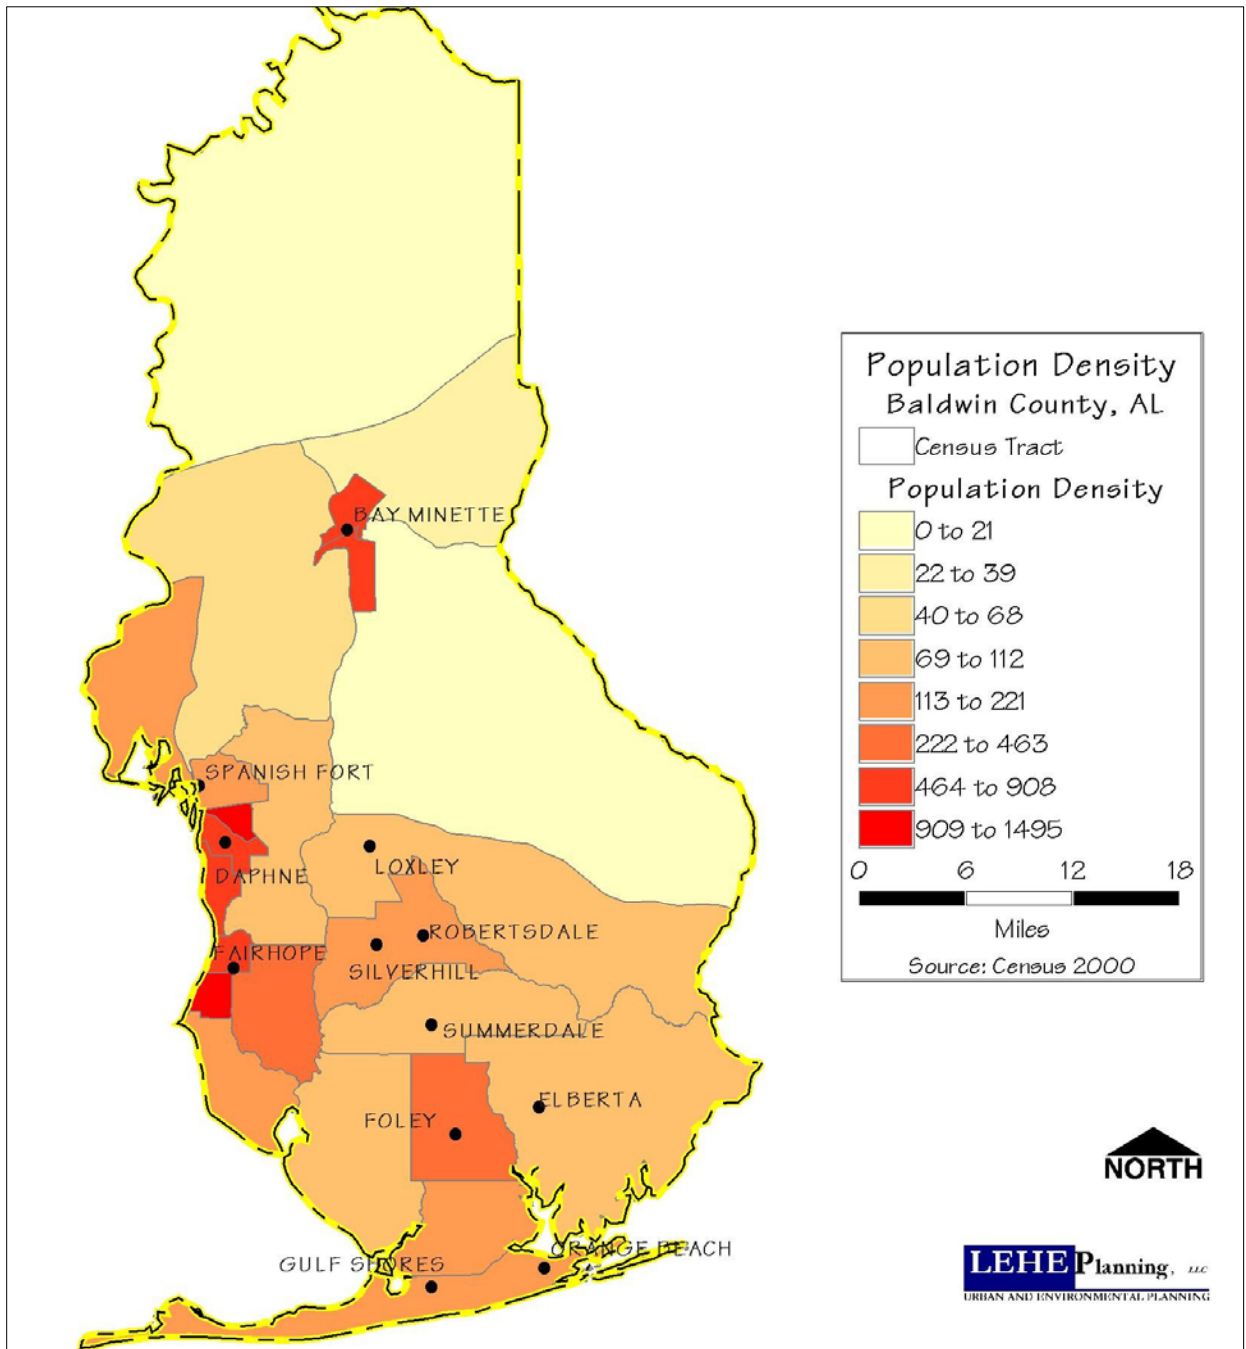 BAY MINETTE
SPANISH FORT
DAPHNE
LOXLEY
FAIRHOPE
ROBERTSDALE
SILVERHILL
SUMMERDALE
ELBERTA
FOLEY
ORANGE BEACH
GULF SHORES
Population Density
Baldwin County, AL
Census Tract
Population Density
0 to 21
22 to 39
40 to 68
69 to 112
113 to 221
222 to 463
464 to 908
909 to 1495
0 6 12 18
Miles
Source: Census 2000
NORTH
LEHE Planning, LLC
URBAN AND ENVIRONMENTAL PLANNING